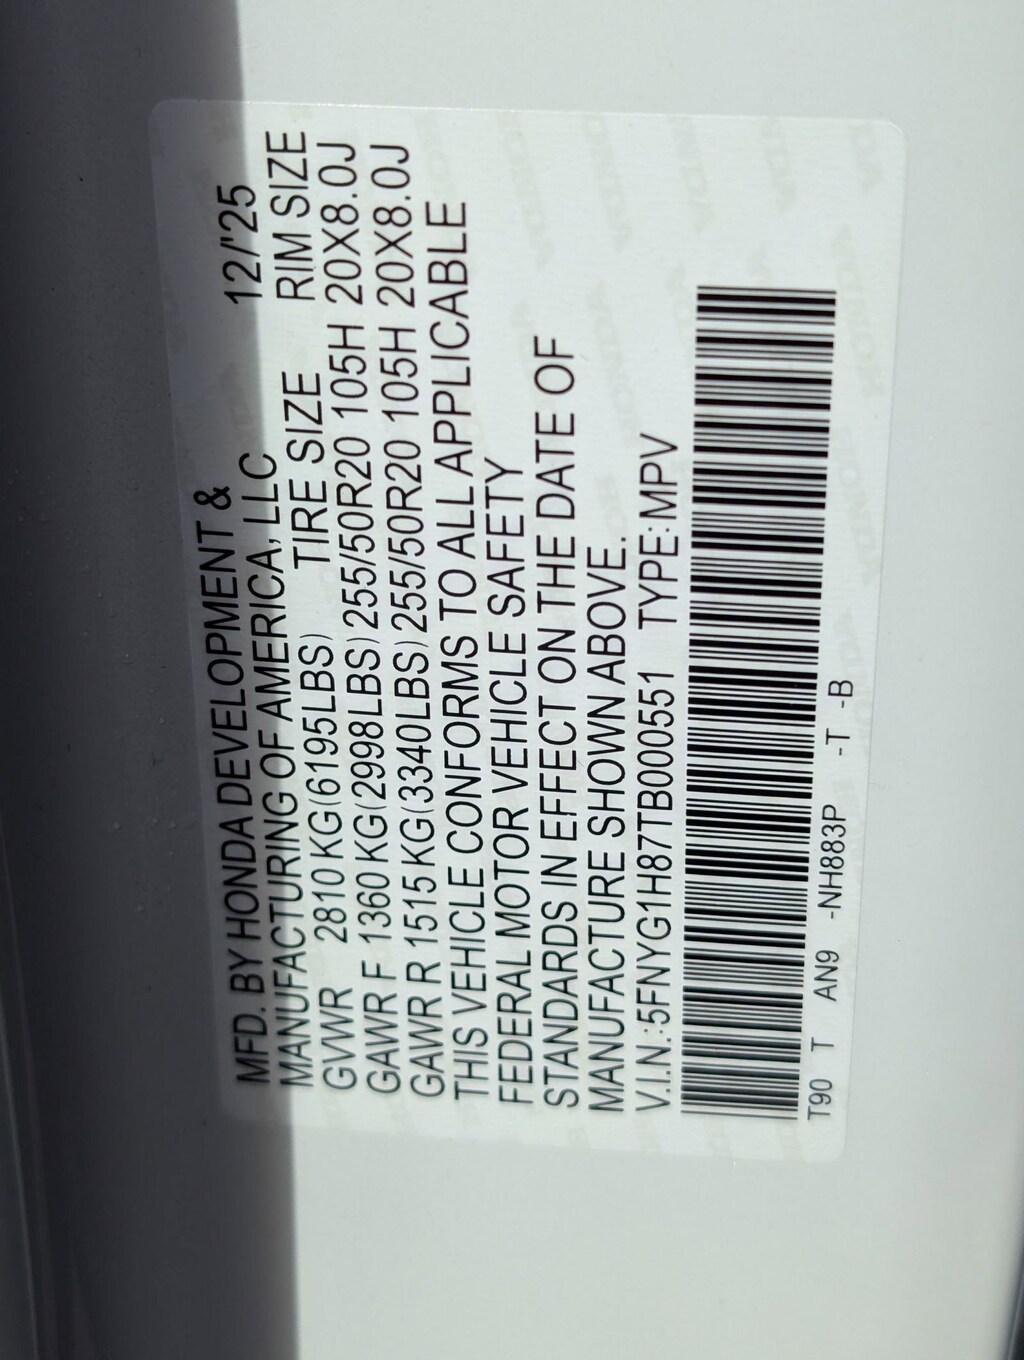 MFD. BY HONDA DEVELOPMENT &
MANUFACTURING OF AMERICA, LLC 12/'25
GVWR 2810 KG(6195LBS) TIRE SIZE RIM SIZE
GAWR F 1360 KG(2998LBS) 255/50R20 105H 20X8.0J
GAWR R 1515 KG(3340LBS) 255/50R20 105H 20X8.0J
THIS VEHICLE CONFORMS TO ALL APPLICABLE
FEDERAL MOTOR VEHICLE SAFETY
STANDARDS IN EFFECT ON THE DATE OF
MANUFACTURE SHOWN ABOVE.
V.I.N.:5FNYG1H87TB000551 TYPE:MPV
T90 T AN9 -NH883P -T -B